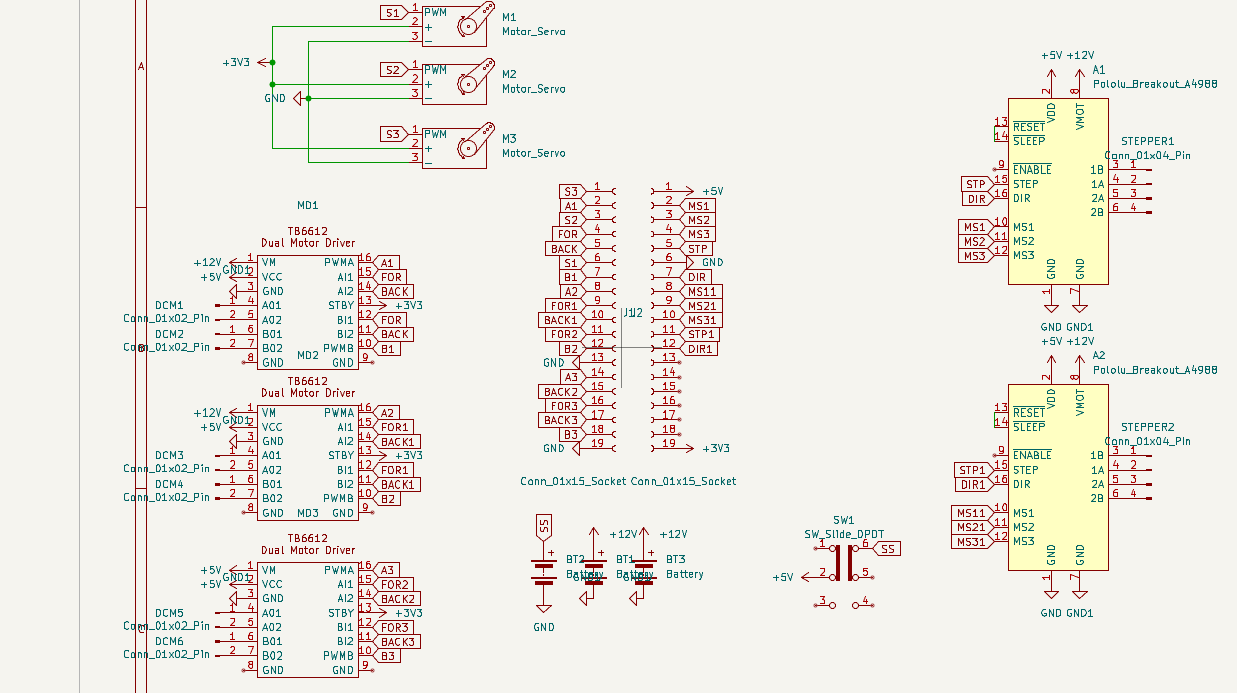 S1 1 PWM M1
2 + Motor_Servo
3 −
+3V3
S2 1 PWM M2
2 + Motor_Servo
GND 3 −
S3 1 PWM M3
2 + Motor_Servo
3 −
A
MD1
TB6612
Dual Motor Driver
+12V 1 VM PWMA 16 A1
+5V GND1 2 VCC AI1 15 FOR
3 GND AI2 14 BACK
DCM1 1 4 A01 STBY 13 +3V3
Conn_01x02_Pin 2 5 A02 BI1 12 FOR
DCM2 1 6 B01 BI2 11 BACK
Conn_01x02_Pin 2 7 B02 PWMB 10 B1
B
MD2
8 GND GND 9
TB6612
Dual Motor Driver
+12V 1 VM PWMA 16 A2
+5V GND1 2 VCC AI1 15 FOR1
3 GND AI2 14 BACK1
DCM3 1 4 A01 STBY 13 +3V3
Conn_01x02_Pin 2 5 A02 BI1 12 FOR1
DCM4 1 6 B01 BI2 11 BACK1
Conn_01x02_Pin 2 7 B02 PWMB 10 B2
8 GND MD3 GND 9
TB6612
Dual Motor Driver
+5V 1 VM PWMA 16 A3
+5V GND1 2 VCC AI1 15 FOR2
3 GND AI2 14 BACK2
DCM5 1 4 A01 STBY 13 +3V3
Conn_01x02_Pin 2 5 A02 BI1 12 FOR3
C
DCM6 1 6 B01 BI2 11 BACK3
Conn_01x02_Pin 2 7 B02 PWMB 10 B3
8 GND GND 9
S3 1 1 +5V
A1 2 2 MS1
S2 3 3 MS2
FOR 4 4 MS3
BACK 5 5 STP
S1 6 6 GND
B1 7 7 DIR
A2 8 8 MS11
FOR1 9 9 MS21
BACK1 10 10 MS31
J1 J2
FOR2 11 11 STP1
B2 12 12 DIR1
GND 13 13
A3 14 14
BACK2 15 15
FOR3 16 16
BACK3 17 17
B3 18 18
GND 19 19 +3V3
Conn_01x15_Socket Conn_01x15_Socket
SS
+12V +12V
+ + +
BT2 BT1 BT3
Battery Battery Battery
GND
SW1
SW_Slide_DPDT
1 6 SS
+5V 2 5
3 4
+5V +12V
A1
Pololu_Breakout_A4988
2 8
VDD VMOT
13 RESET
14 SLEEP
STEPPER1
Conn_01x04_Pin
9 ENABLE 1B 3 1
STP 15 STEP 1A 4 2
DIR 16 DIR 2A 5 3
2B 6 4
MS1 10 MS1
MS2 11 MS2
MS3 12 MS3
GND GND
1 7
GND GND1
+5V +12V
A2
Pololu_Breakout_A4988
2 8
VDD VMOT
13 RESET
14 SLEEP
STEPPER2
Conn_01x04_Pin
9 ENABLE 1B 3 1
STP1 15 STEP 1A 4 2
DIR1 16 DIR 2A 5 3
2B 6 4
MS11 10 MS1
MS21 11 MS2
MS31 12 MS3
GND GND
1 7
GND GND1